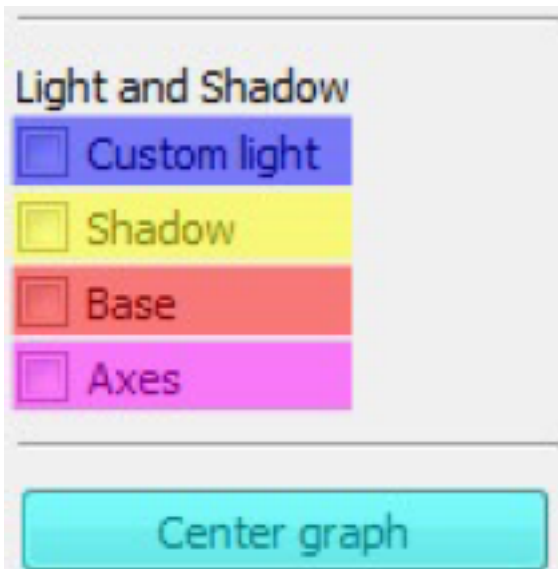 Light and Shadow
Custom light
Shadow
Base
Axes
Center graph